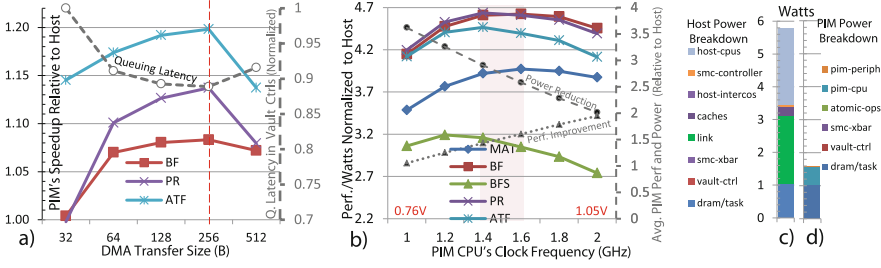 PIM's Speedup Relative to Host
1.20
1.15
1.10
1.05
1.00
Queuing Latency
BF
PR
ATF
1
0.95
0.9
0.85
0.8
0.75
0.7
Q. Latency in Vault Ctrls (Normalized)
32 64 128 256 512
DMA Transfer Size (B)
a)
Perf./Watts Normalized to Host
5.2
4.7
4.2
3.7
3.2
2.7
2.2
Power Reduction
Perf. Improvement
MAT
BF
BFS
PR
ATF
0.76V
1.05V
4
3.5
3
2.5
2
1.5
1
0.5
0
Avg. PIM Perf and Power (Relative to Host)
1 1.2 1.4 1.6 1.8 2
PIM CPU's Clock Frequency (GHz)
b)
Host Power
Breakdown
host-cpus
smc-controller
host-intercos
caches
link
smc-xbar
vault-ctrl
dram/task
Watts
6
5
4
3
2
1
0
c)
d)
PIM Power
Breakdown
pim-periph
pim-cpu
atomic-ops
smc-xbar
vault-ctrl
dram/task